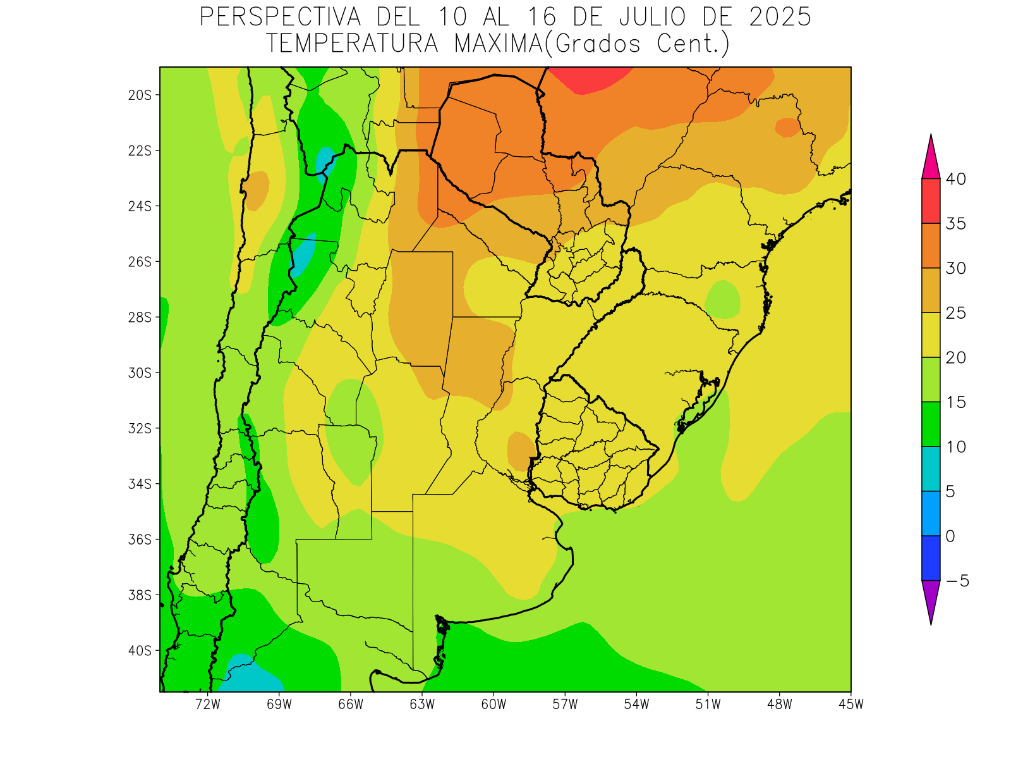 PERSPECTIVA DEL 10 AL 16 DE JULIO DE 2025
TEMPERATURA MAXIMA(Grados Cent.)
20S
22S
24S
26S
28S
30S
32S
34S
36S
38S
40S
72W 69W 66W 63W 60W 57W 54W 51W 48W 45W
40
35
30
25
20
15
10
5
0
−5